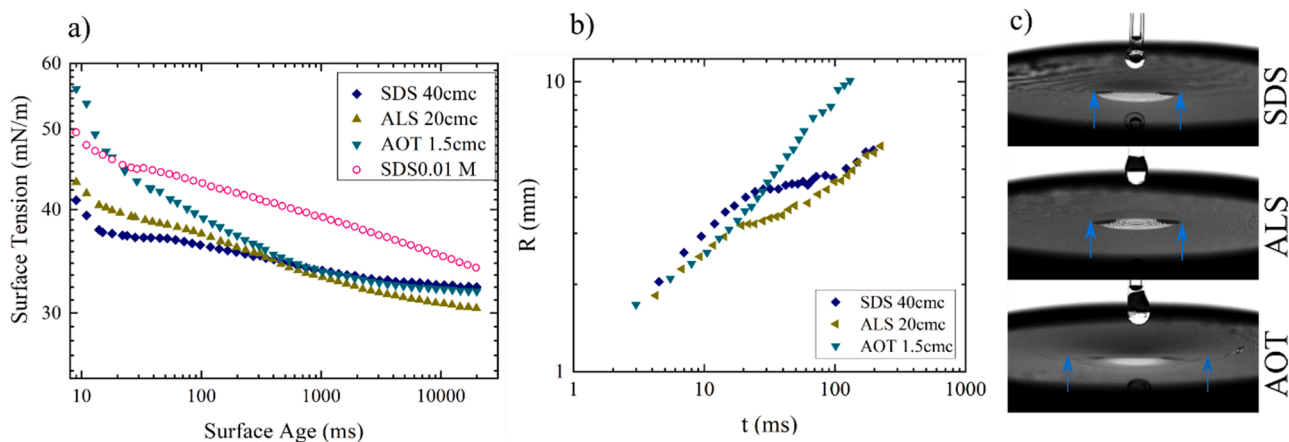 a)
60
50
40
30
Surface Tension (mN/m)
10
100
1000
10000
Surface Age (ms)
SDS 40cmc
ALS 20cmc
AOT 1.5cmc
SDS0.01 M
b)
10
1
R (mm)
1
10
100
1000
t (ms)
SDS 40cmc
ALS 20cmc
AOT 1.5cmc
c)
SDS
ALS
AOT